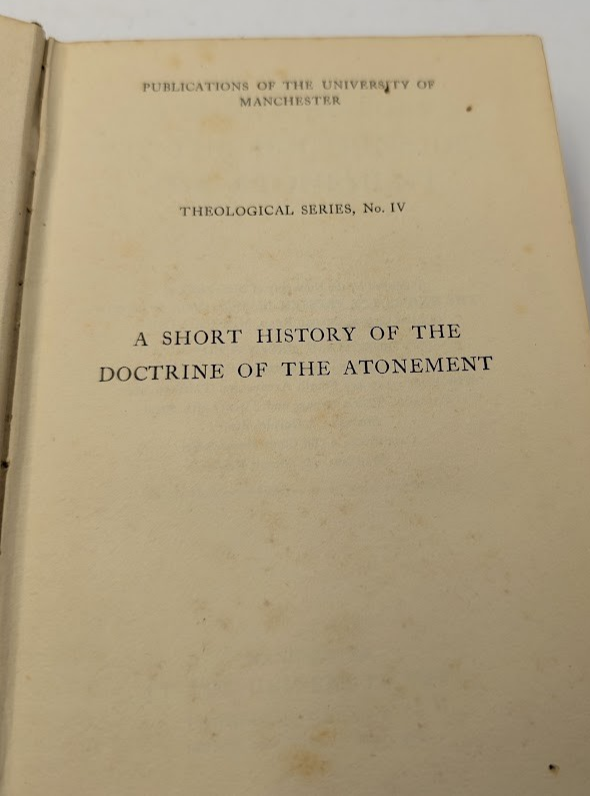 PUBLICATIONS OF THE UNIVERSITY OF
MANCHESTER
THEOLOGICAL SERIES, No. IV
A SHORT HISTORY OF THE
DOCTRINE OF THE ATONEMENT